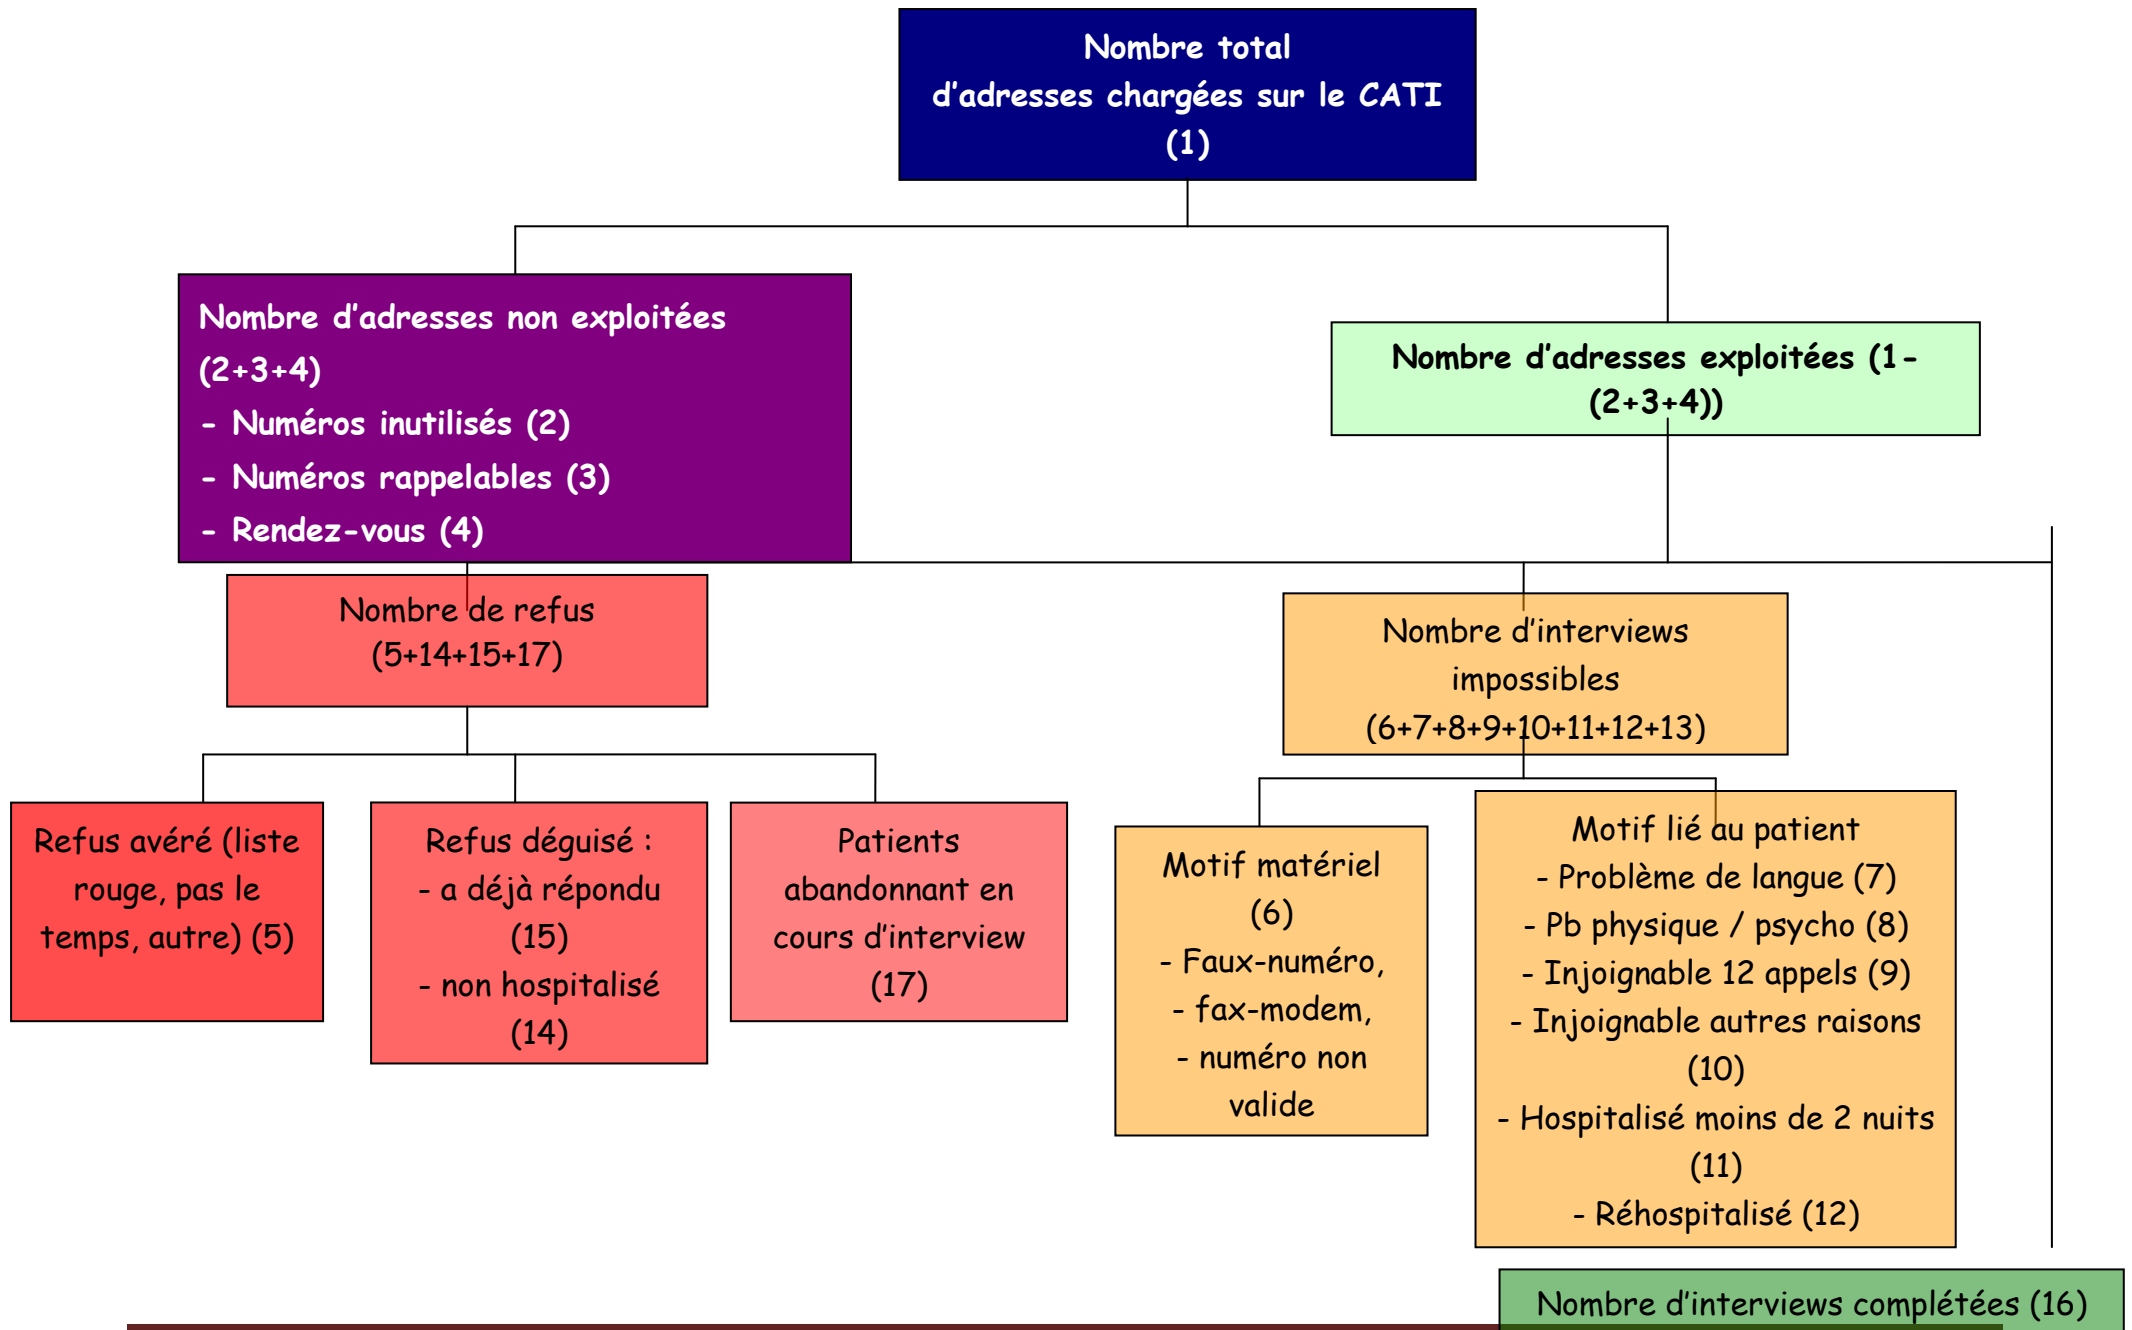 Nombre total
d'adresses chargées sur le CATI
(1)
Nombre d'adresses non exploitées
(2+3+4)
- Numéros inutilisés (2)
- Numéros rappelables (3)
- Rendez-vous (4)
Nombre d'adresses exploitées (1-
(2+3+4))
Nombre de refus
(5+14+15+17)
Nombre d'interviews
impossibles
(6+7+8+9+10+11+12+13)
Refus avéré (liste
rouge, pas le
temps, autre) (5)
Refus déguisé :
- a déjà répondu
(15)
- non hospitalisé
(14)
Patients
abandonnant en
cours d'interview
(17)
Motif matériel
(6)
- Faux-numéro,
- fax-modem,
- numéro non
valide
Motif lié au patient
- Problème de langue (7)
- Pb physique / psycho (8)
- Injoignable 12 appels (9)
- Injoignable autres raisons
(10)
- Hospitalisé moins de 2 nuits
(11)
- Réhospitalisé (12)
Nombre d'interviews complétées (16)